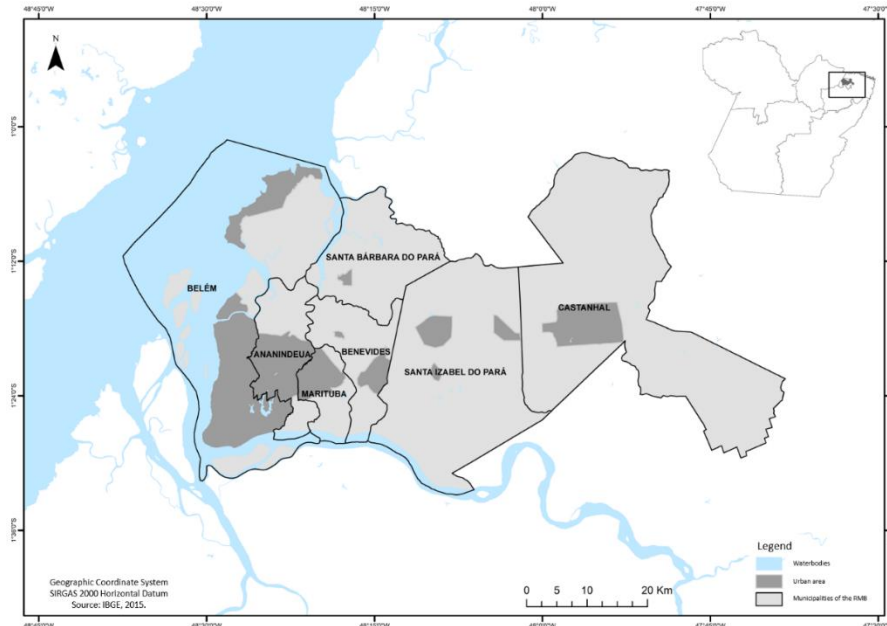 48°45'0"W 48°30'0"W 48°15'0"W 48°0'0"W 47°45'0"W 47°30'0"W
N
1°0'0"S
1°12'0"S
SANTA BÁRBARA DO PARÁ
BELÉM
CASTANHAL
ANANINDEUA
BENEVIDES
SANTA IZABEL DO PARÁ
MARITUBA
1°24'0"S
1°36'0"S
Legend
Waterbodies
Urban area
Municipalities of the RMB
Geographic Coordinate System
SIRGAS 2000 Horizontal Datum
Source: IBGE, 2015.
0 5 10 20 Km